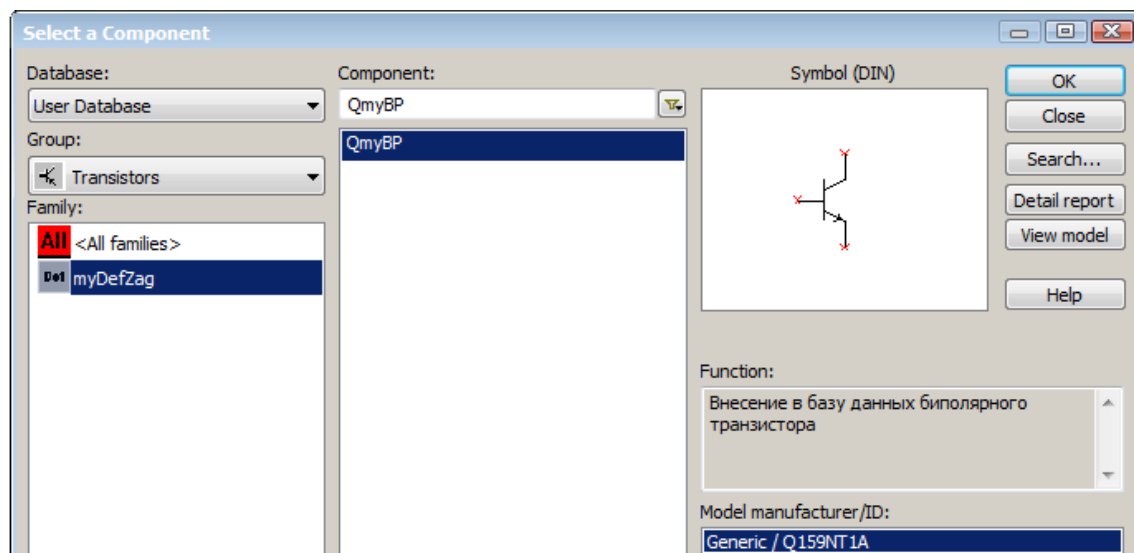 Select a Component
Database:
User Database
Group:
Transistors
Family:
All <All families>
myDefZag
Component:
QmyBP
QmyBP
Symbol (DIN)
OK
Close
Search...
Detail report
View model
Help
Function:
Внесение в базу данных биполярного
транзистора
Model manufacturer/ID:
Generic / Q159NT1A